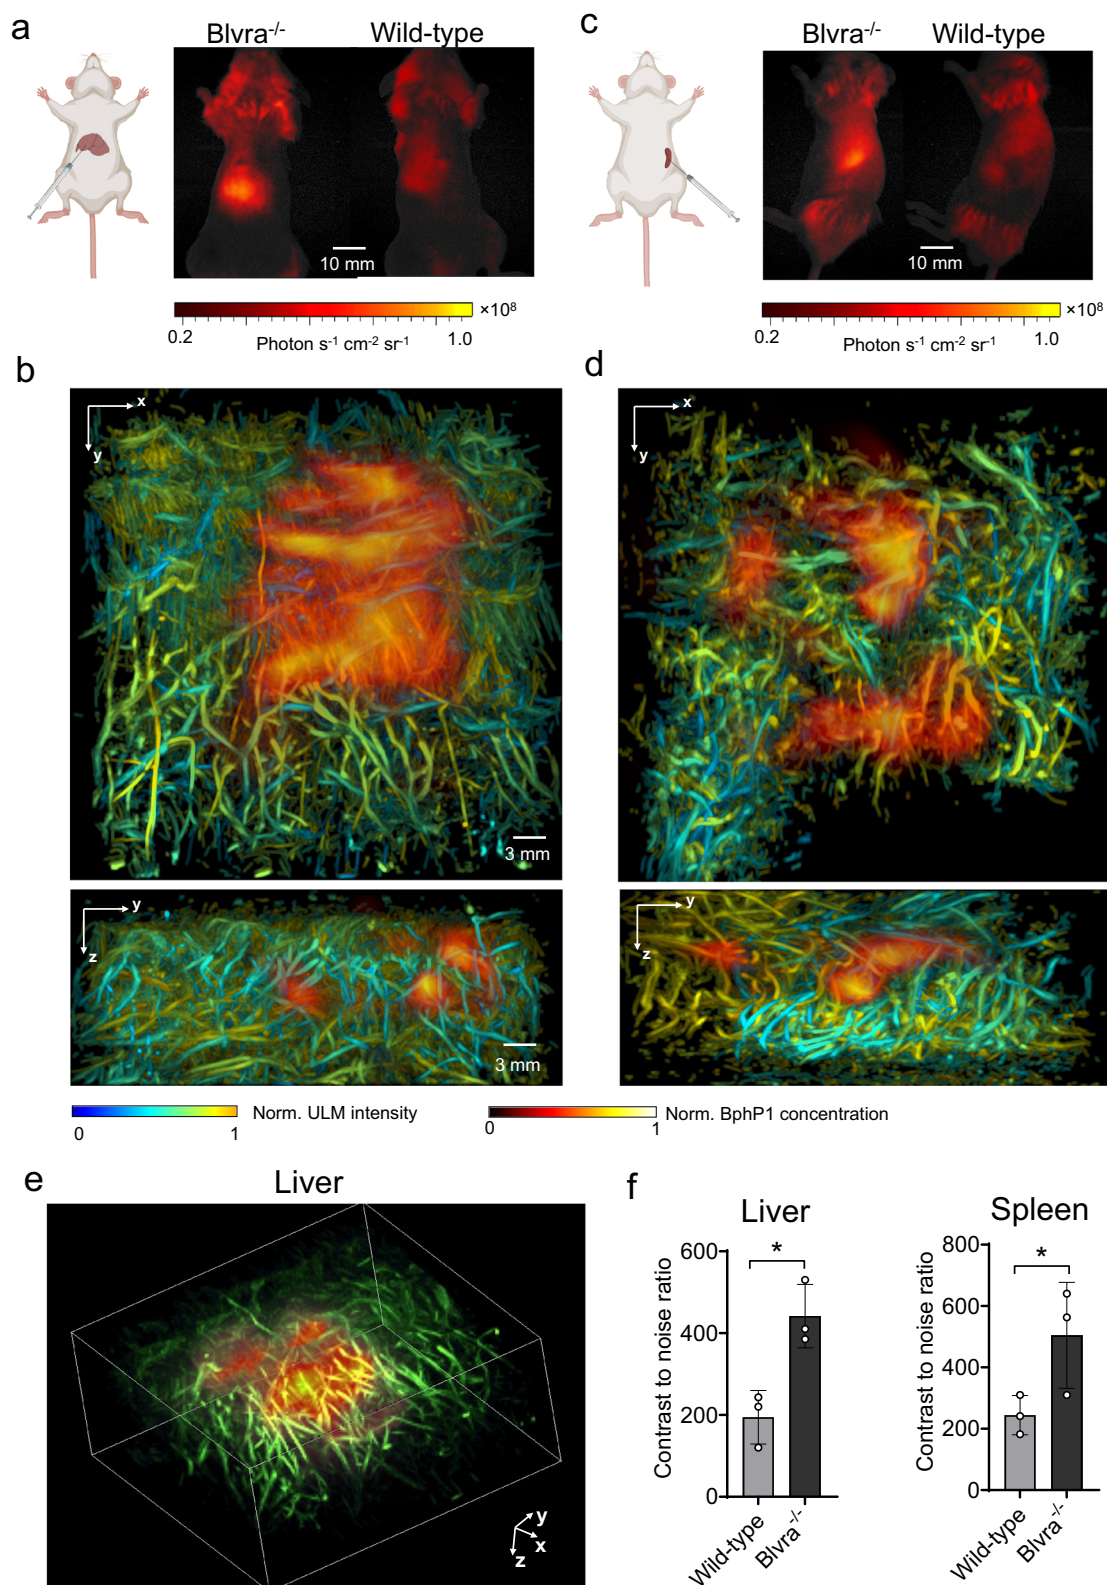 a
Blvra⁻/⁻
Wild-type
10 mm
0.2
1.0
×10⁸
Photon s⁻¹ cm⁻² sr⁻¹
c
Blvra⁻/⁻
Wild-type
10 mm
0.2
1.0
×10⁸
Photon s⁻¹ cm⁻² sr⁻¹
b
x
y
3 mm
y
z
3 mm
d
x
y
y
z
0
1
Norm. ULM intensity
0
1
Norm. BphP1 concentration
e
Liver
y
x
z
f
Liver
Contrast to noise ratio
600
400
200
0
*
Wild-type
Blvra⁻/⁻
Spleen
Contrast to noise ratio
800
600
400
200
0
*
Wild-type
Blvra⁻/⁻